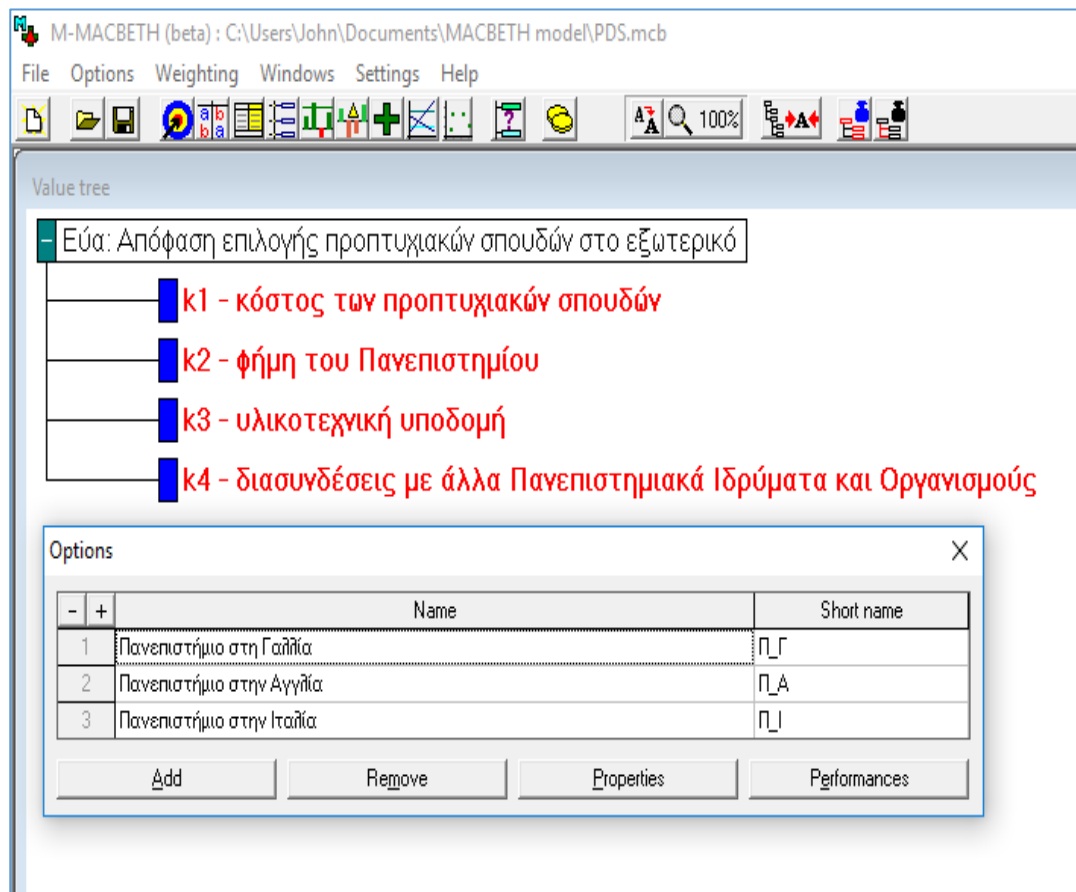 M-MACBETH (beta) : C:\Users\John\Documents\MACBETH model\PDS.mcb
File Options Weighting Windows Settings Help
100%
Value tree
Εύα: Απόφαση επιλογής προπτυχιακών σπουδών στο εξωτερικό
k1 - κόστος των προπτυχιακών σπουδών
k2 - φήμη του Πανεπιστημίου
k3 - υλικοτεχνική υποδομή
k4 - διασυνδέσεις με άλλα Πανεπιστημιακά Ιδρύματα και Οργανισμούς
Options
- + Name Short name
1 Πανεπιστήμιο στη Γαλλία Π_Γ
2 Πανεπιστήμιο στην Αγγλία Π_Α
3 Πανεπιστήμιο στην Ιταλία Π_Ι
Add Remove Properties Performances